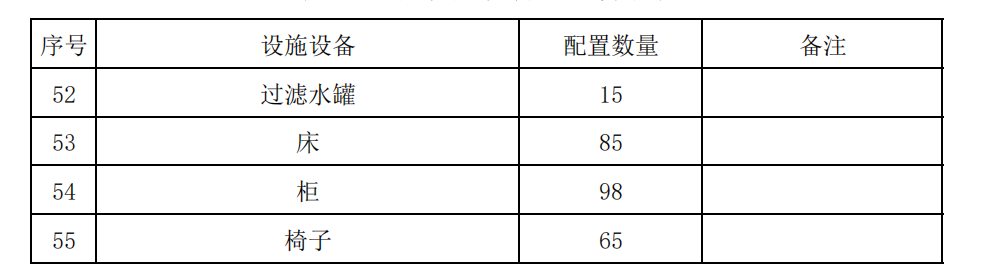 序号 设施设备 配置数量 备注
52 过滤水罐 15
53 床 85
54 柜 98
55 椅子 65